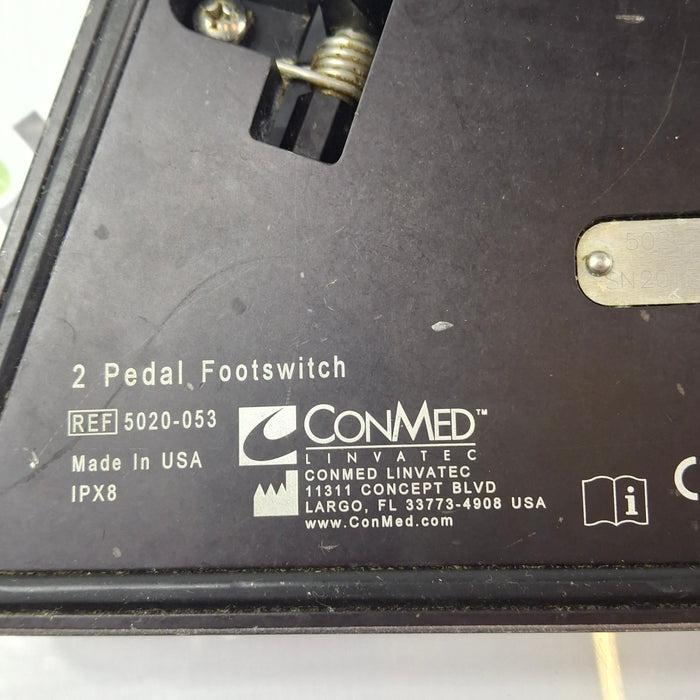 2 Pedal Footswitch
REF 5020-053
Made In USA
IPX8
CONMED™
LINVATEC
CONMED LINVATEC
11311 CONCEPT BLVD
LARGO, FL 33773-4908 USA
www.ConMed.com
i